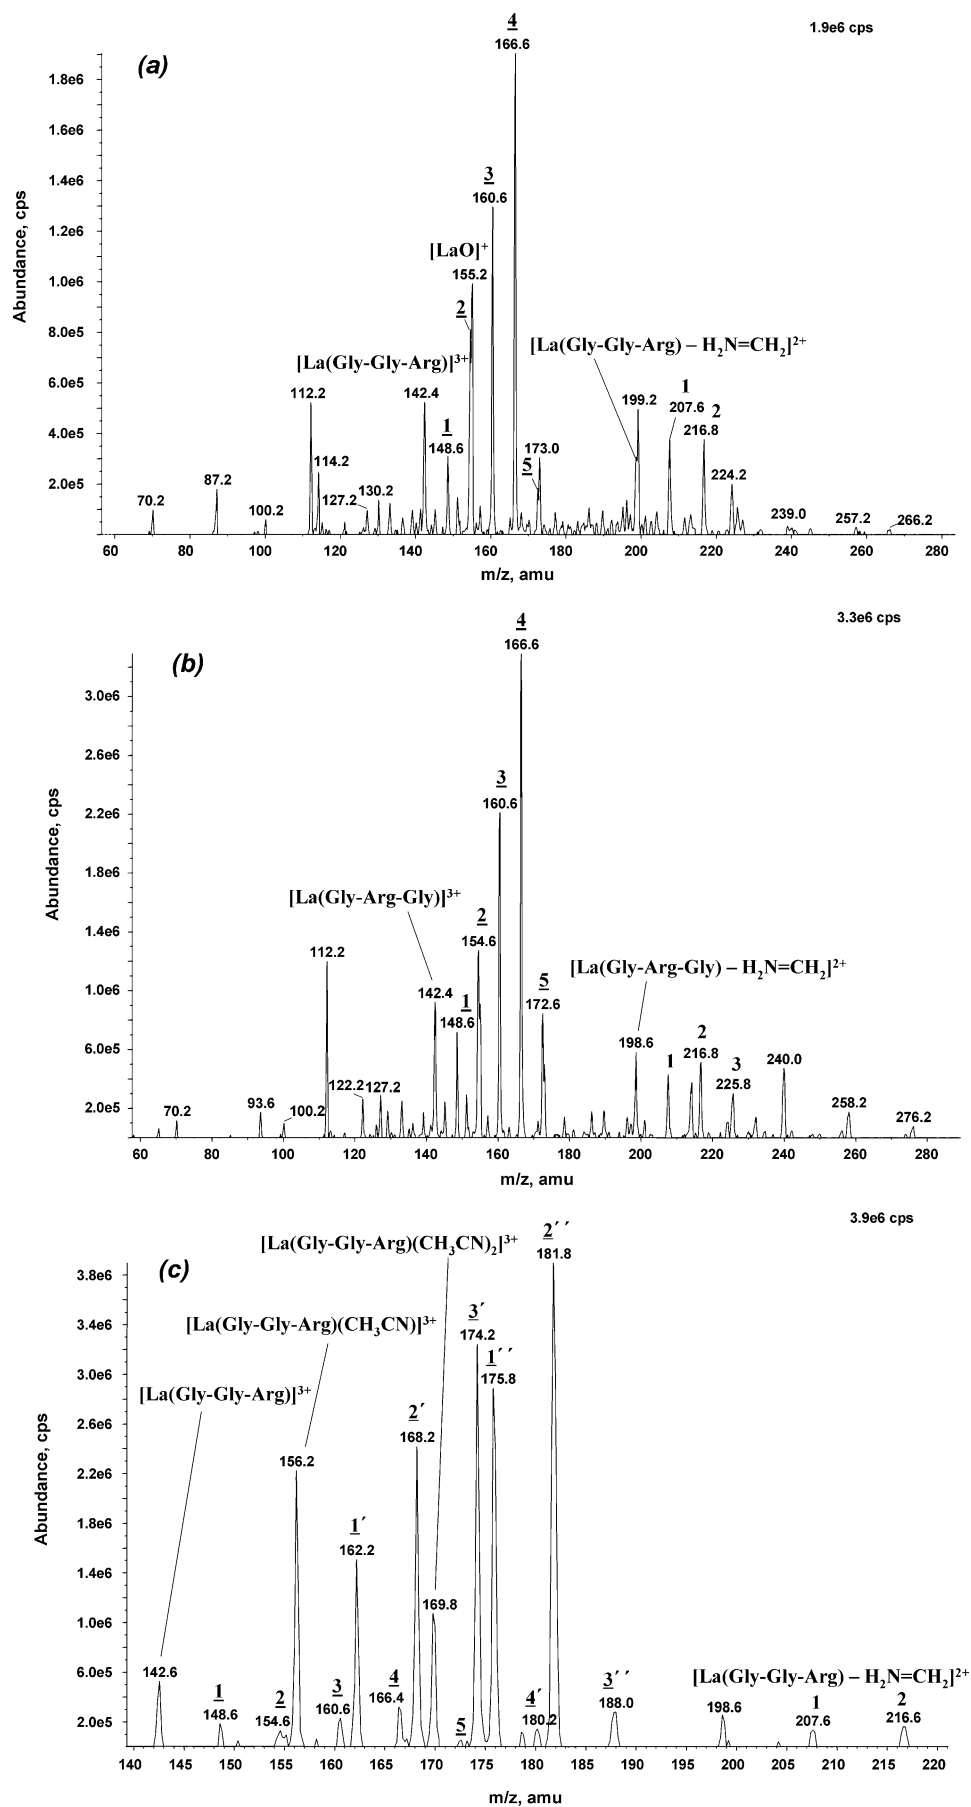 4
1.9e6 cps
166.6
(a)
1.8e6
1.6e6
1.4e6
3
160.6
1.2e6
[LaO]⁺
155.2
1.0e6
Abundance, cps
2
8.0e5
[La(Gly-Gly-Arg) – H₂N=CH₂]²⁺
[La(Gly-Gly-Arg)]³⁺
6.0e5
112.2
142.4
199.2
1
207.6
2
216.8
4.0e5
1
148.6
173.0
114.2
5
2.0e5
70.2
87.2
100.2
127.2
130.2
224.2
239.0
257.2
266.2
60 80 100 120 140 160 180 200 220 240 260 280
m/z, amu
4
3.3e6 cps
166.6
(b)
3.0e6
2.6e6
3
160.6
2.2e6
1.8e6
Abundance, cps
[La(Gly-Arg-Gly)]³⁺
1.4e6
2
154.6
112.2
[La(Gly-Arg-Gly) – H₂N=CH₂]²⁺
1.0e6
142.4
5
172.6
1
148.6
198.6
6.0e5
2
216.8
1
3
225.8
240.0
2.0e5
70.2
93.6
100.2
122.2
127.2
258.2
276.2
60 80 100 120 140 160 180 200 220 240 260 280
m/z, amu
3.9e6 cps
2´´
181.8
[La(Gly-Gly-Arg)(CH₃CN)₂]³⁺
(c)
3.8e6
[La(Gly-Gly-Arg)(CH₃CN)]³⁺
3´
174.2
3.4e6
1´´
175.8
3.0e6
[La(Gly-Gly-Arg)]³⁺
2.6e6
2´
168.2
156.2
2.2e6
Abundance, cps
1.8e6
1´
162.2
1.4e6
169.8
1.0e6
142.6
6.0e5
1
148.6
2
154.6
3
160.6
4
166.4
5
4´
180.2
3´´
188.0
[La(Gly-Gly-Arg) – H₂N=CH₂]²⁺
198.6
1
207.6
2
216.6
2.0e5
140 145 150 155 160 165 170 175 180 185 190 195 200 205 210 215 220
m/z, amu